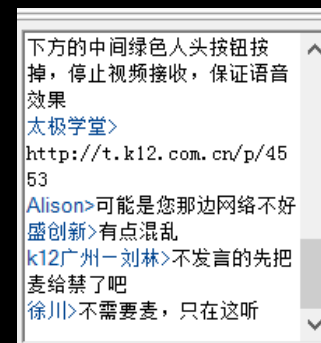 下方的中间绿色人头按钮按
掉，停止视频接收，保证语音
效果
太极学堂>
http://t.k12.com.cn/p/45
53
Alison>可能是您那边网络不好
盛创新>有点混乱
k12广州－刘林>不发言的先把
麦给禁了吧
徐川>不需要麦，只在这听